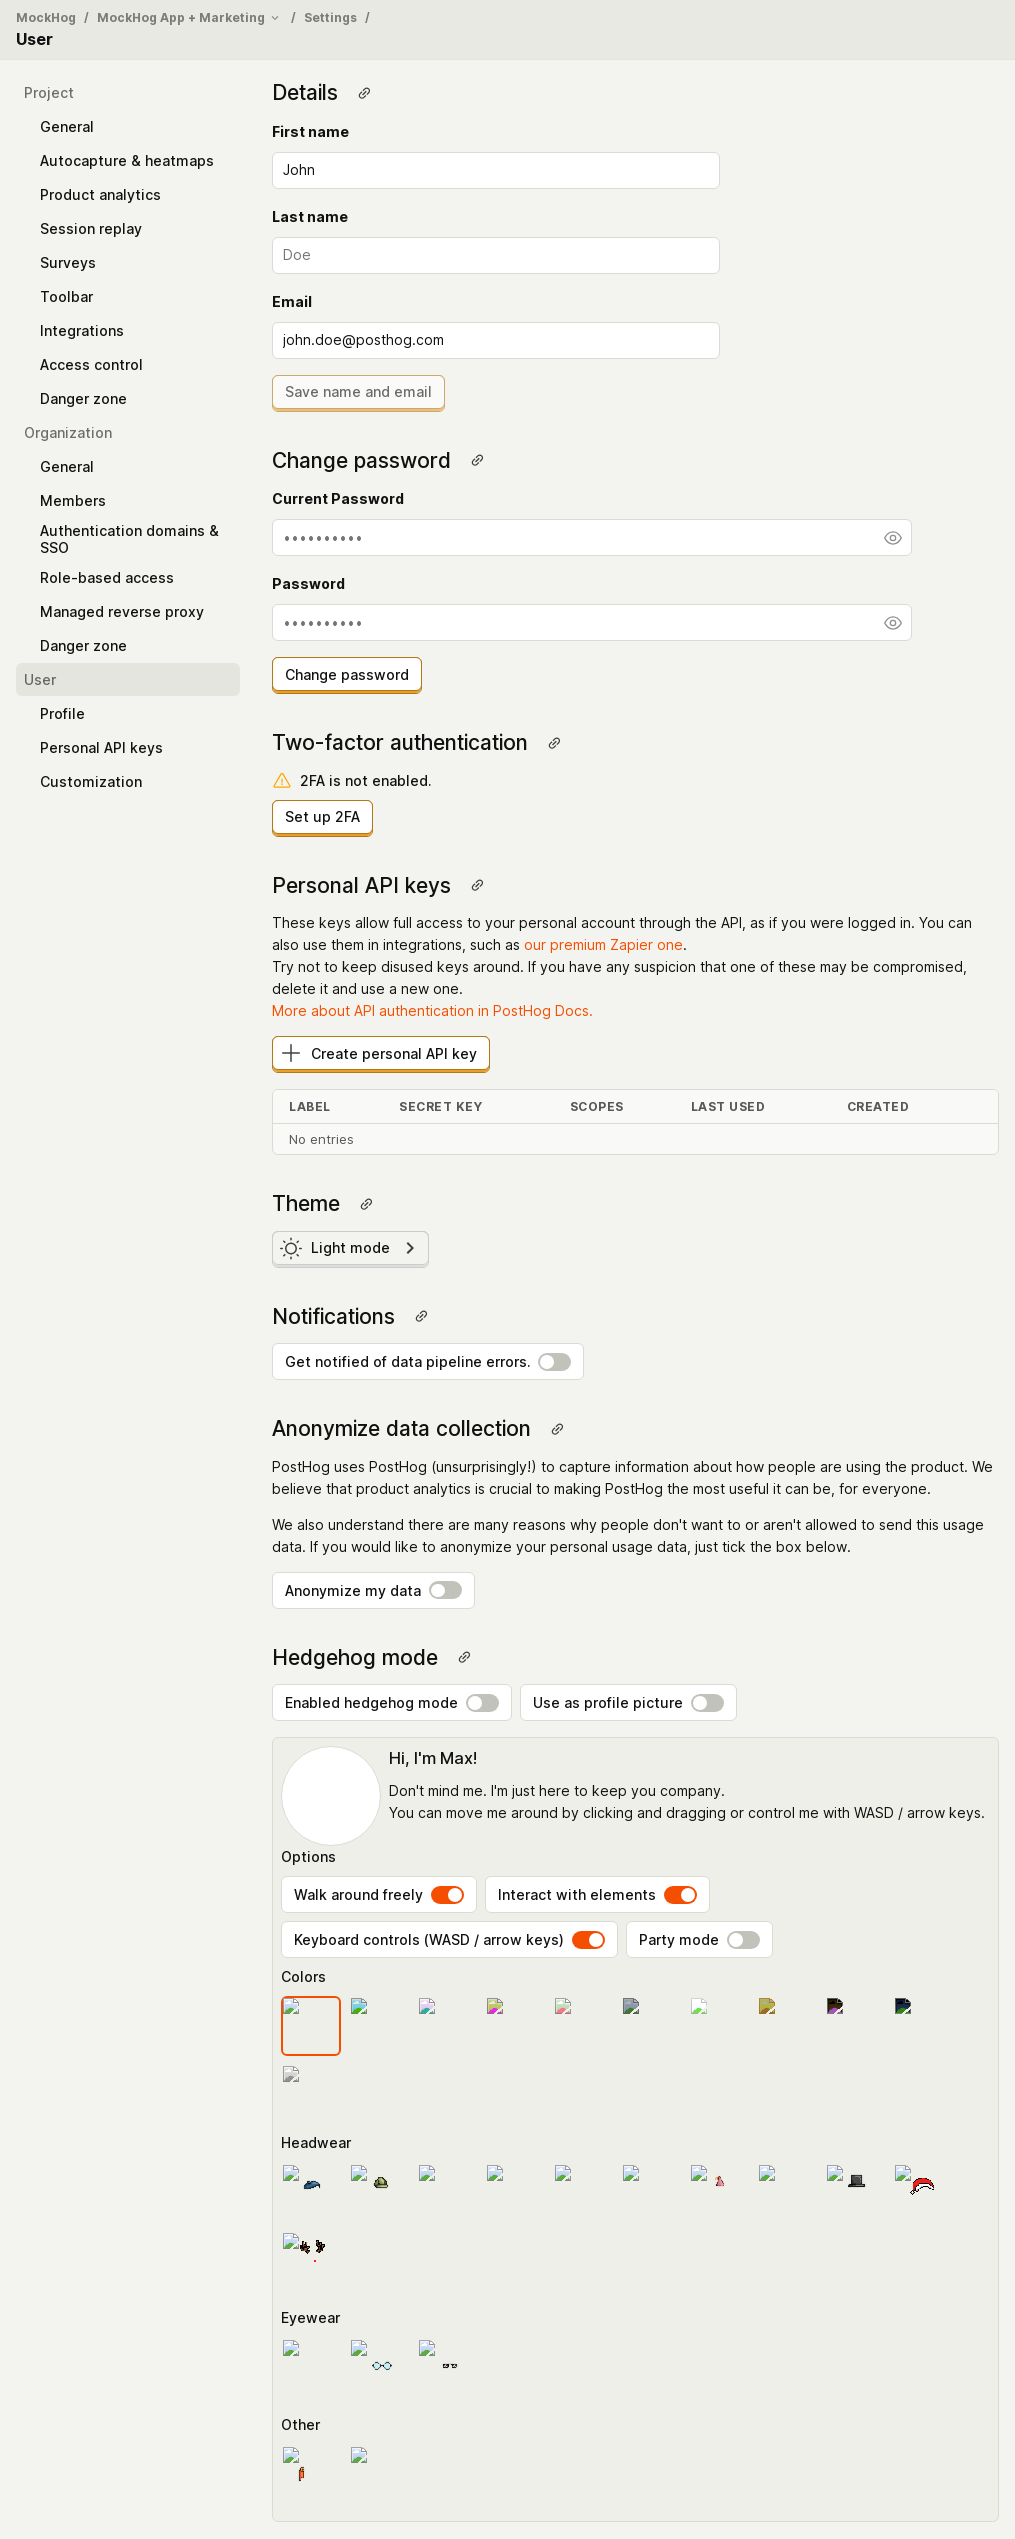 MockHog / MockHog App + Marketing / Settings /
User
Project
General
Autocapture & heatmaps
Product analytics
Session replay
Surveys
Toolbar
Integrations
Access control
Danger zone
Organization
General
Members
Authentication domains &
SSO
Role-based access
Managed reverse proxy
Danger zone
User
Profile
Personal API keys
Customization
Details
First name
John
Last name
Doe
Email
john.doe@posthog.com
Save name and email
Change password
Current Password
••••••••••
Password
••••••••••
Change password
Two-factor authentication
2FA is not enabled.
Set up 2FA
Personal API keys
These keys allow full access to your personal account through the API, as if you were logged in. You can
also use them in integrations, such as our premium Zapier one.
Try not to keep disused keys around. If you have any suspicion that one of these may be compromised,
delete it and use a new one.
More about API authentication in PostHog Docs.
Create personal API key
LABEL SECRET KEY SCOPES LAST USED CREATED
No entries
Theme
Light mode
Notifications
Get notified of data pipeline errors.
Anonymize data collection
PostHog uses PostHog (unsurprisingly!) to capture information about how people are using the product. We
believe that product analytics is crucial to making PostHog the most useful it can be, for everyone.
We also understand there are many reasons why people don't want to or aren't allowed to send this usage
data. If you would like to anonymize your personal usage data, just tick the box below.
Anonymize my data
Hedgehog mode
Enabled hedgehog mode Use as profile picture
Hi, I'm Max!
Don't mind me. I'm just here to keep you company.
You can move me around by clicking and dragging or control me with WASD / arrow keys.
Options
Walk around freely Interact with elements
Keyboard controls (WASD / arrow keys) Party mode
Colors
Headwear
Eyewear
Other